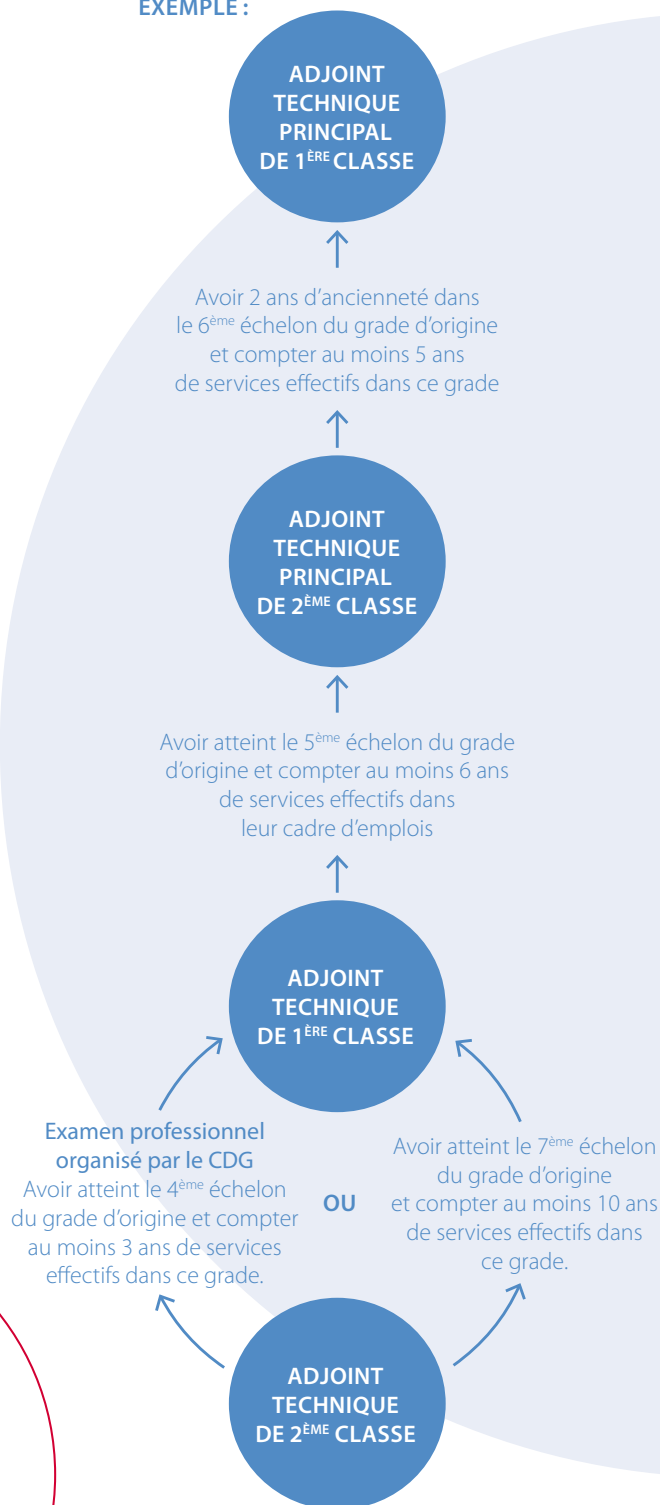 EXEMPLE :
ADJOINT
TECHNIQUE
PRINCIPAL
DE 1ÈRE CLASSE
Avoir 2 ans d’ancienneté dans
le 6ème échelon du grade d’origine
et compter au moins 5 ans
de services effectifs dans ce grade
ADJOINT
TECHNIQUE
PRINCIPAL
DE 2ÈME CLASSE
Avoir atteint le 5ème échelon du grade
d’origine et compter au moins 6 ans
de services effectifs dans
leur cadre d’emplois
ADJOINT
TECHNIQUE
DE 1ÈRE CLASSE
Examen professionnel
organisé par le CDG
Avoir atteint le 4ème échelon
du grade d’origine et compter
au moins 3 ans de services
effectifs dans ce grade.
OU
Avoir atteint le 7ème échelon
du grade d’origine
et compter au moins 10 ans
de services effectifs dans
ce grade.
ADJOINT
TECHNIQUE
DE 2ÈME CLASSE